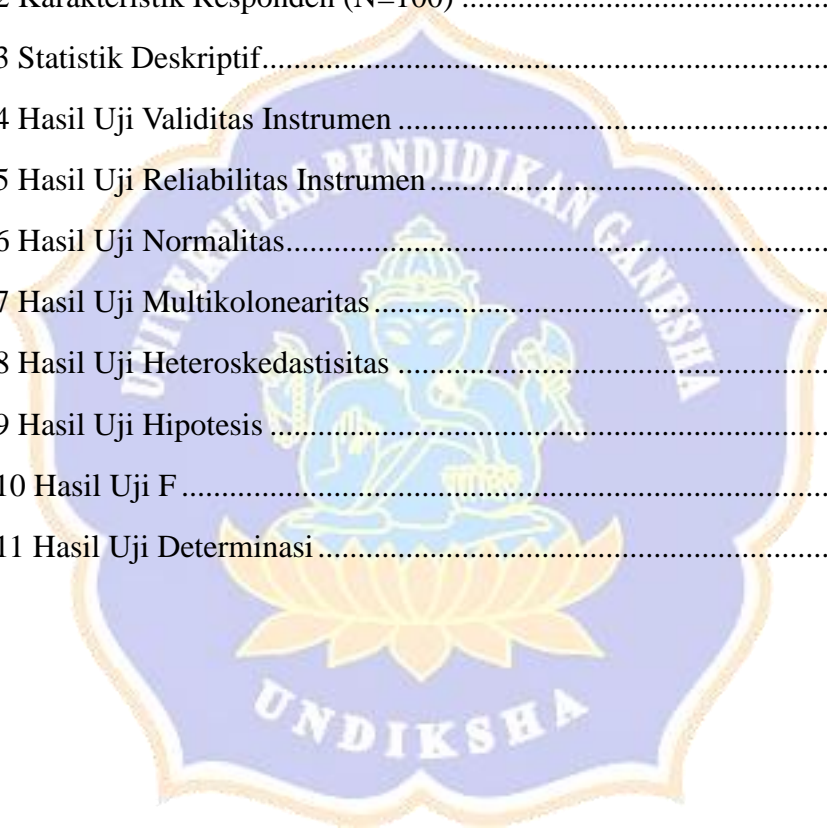 2 Karakteristik Responden (N=100) ........................................
3 Statistik Deskriptif........................................
4 Hasil Uji Validitas Instrumen ........................................
5 Hasil Uji Reliabilitas Instrumen........................................
6 Hasil Uji Normalitas........................................
7 Hasil Uji Multikolonearitas........................................
8 Hasil Uji Heteroskedastisitas ........................................
9 Hasil Uji Hipotesis ........................................
10 Hasil Uji F........................................
11 Hasil Uji Determinasi........................................
UNIVERSITAS PENDIDIKAN GANESHA
UNDIKSHA